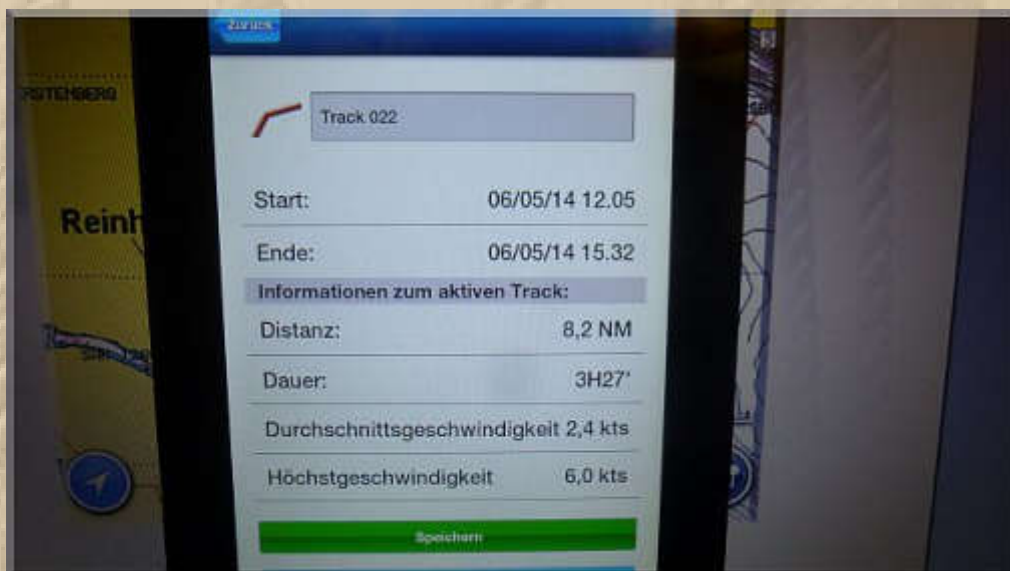 Zurück
Track 022
Start: 06/05/14 12.05
Ende: 06/05/14 15.32
Informationen zum aktiven Track:
Distanz: 8,2 NM
Dauer: 3H27'
Durchschnittsgeschwindigkeit 2,4 kts
Höchstgeschwindigkeit 6,0 kts
Speichern
Reinh